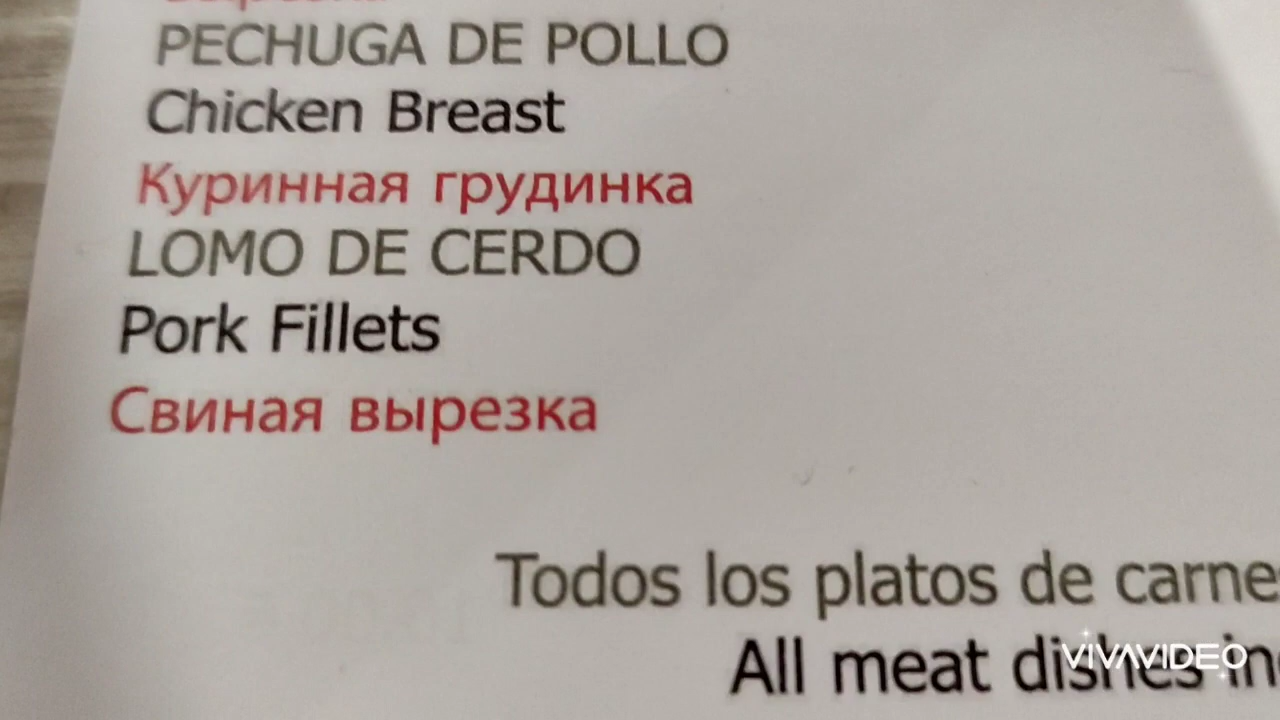 PECHUGA DE POLLO
Chicken Breast
Куринная грудинка
LOMO DE CERDO
Pork Fillets
Свиная вырезка
Todos los platos de carne
All meat dishes
VIVAVIDEO